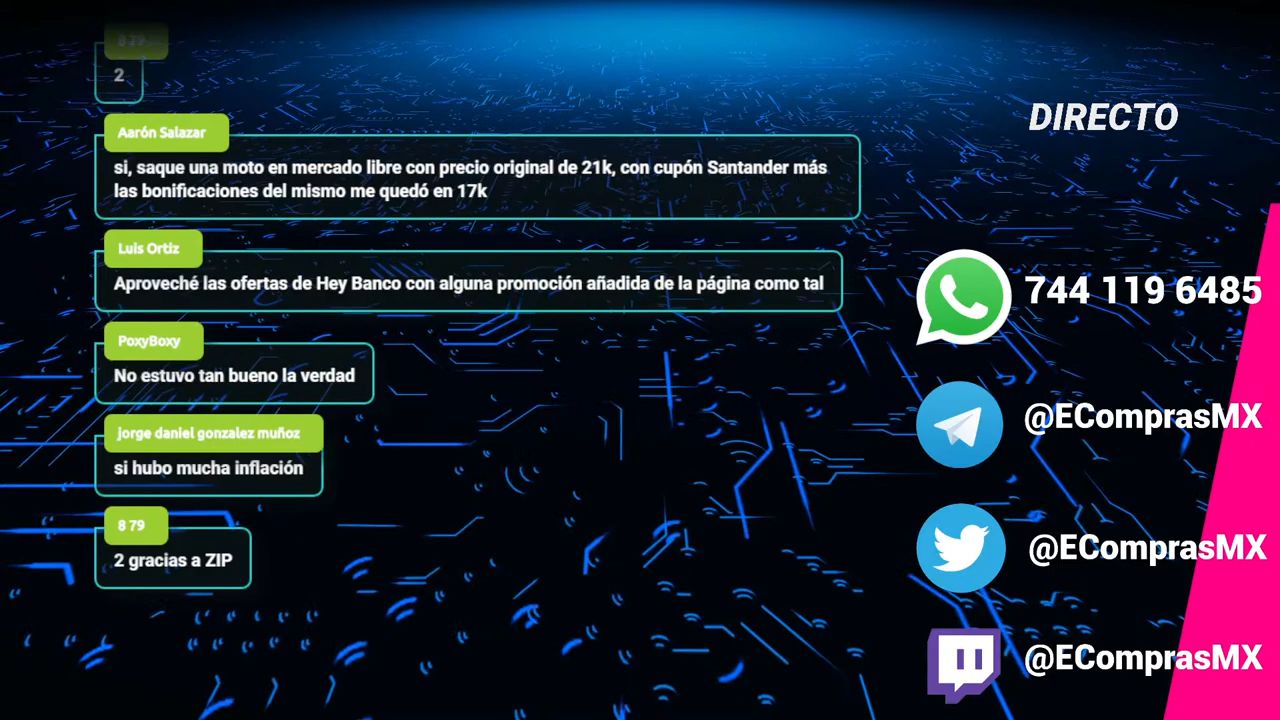 8 79
2
Aarón Salazar
si, saque una moto en mercado libre con precio original de 21k, con cupón Santander más
las bonificaciones del mismo me quedó en 17k
Luis Ortiz
Aproveché las ofertas de Hey Banco con alguna promoción añadida de la página como tal
PoxyBoxy
No estuvo tan bueno la verdad
jorge daniel gonzalez muñoz
si hubo mucha inflación
8 79
2 gracias a ZIP
DIRECTO
744 119 6485
@EComprasMX
@EComprasMX
@EComprasMX